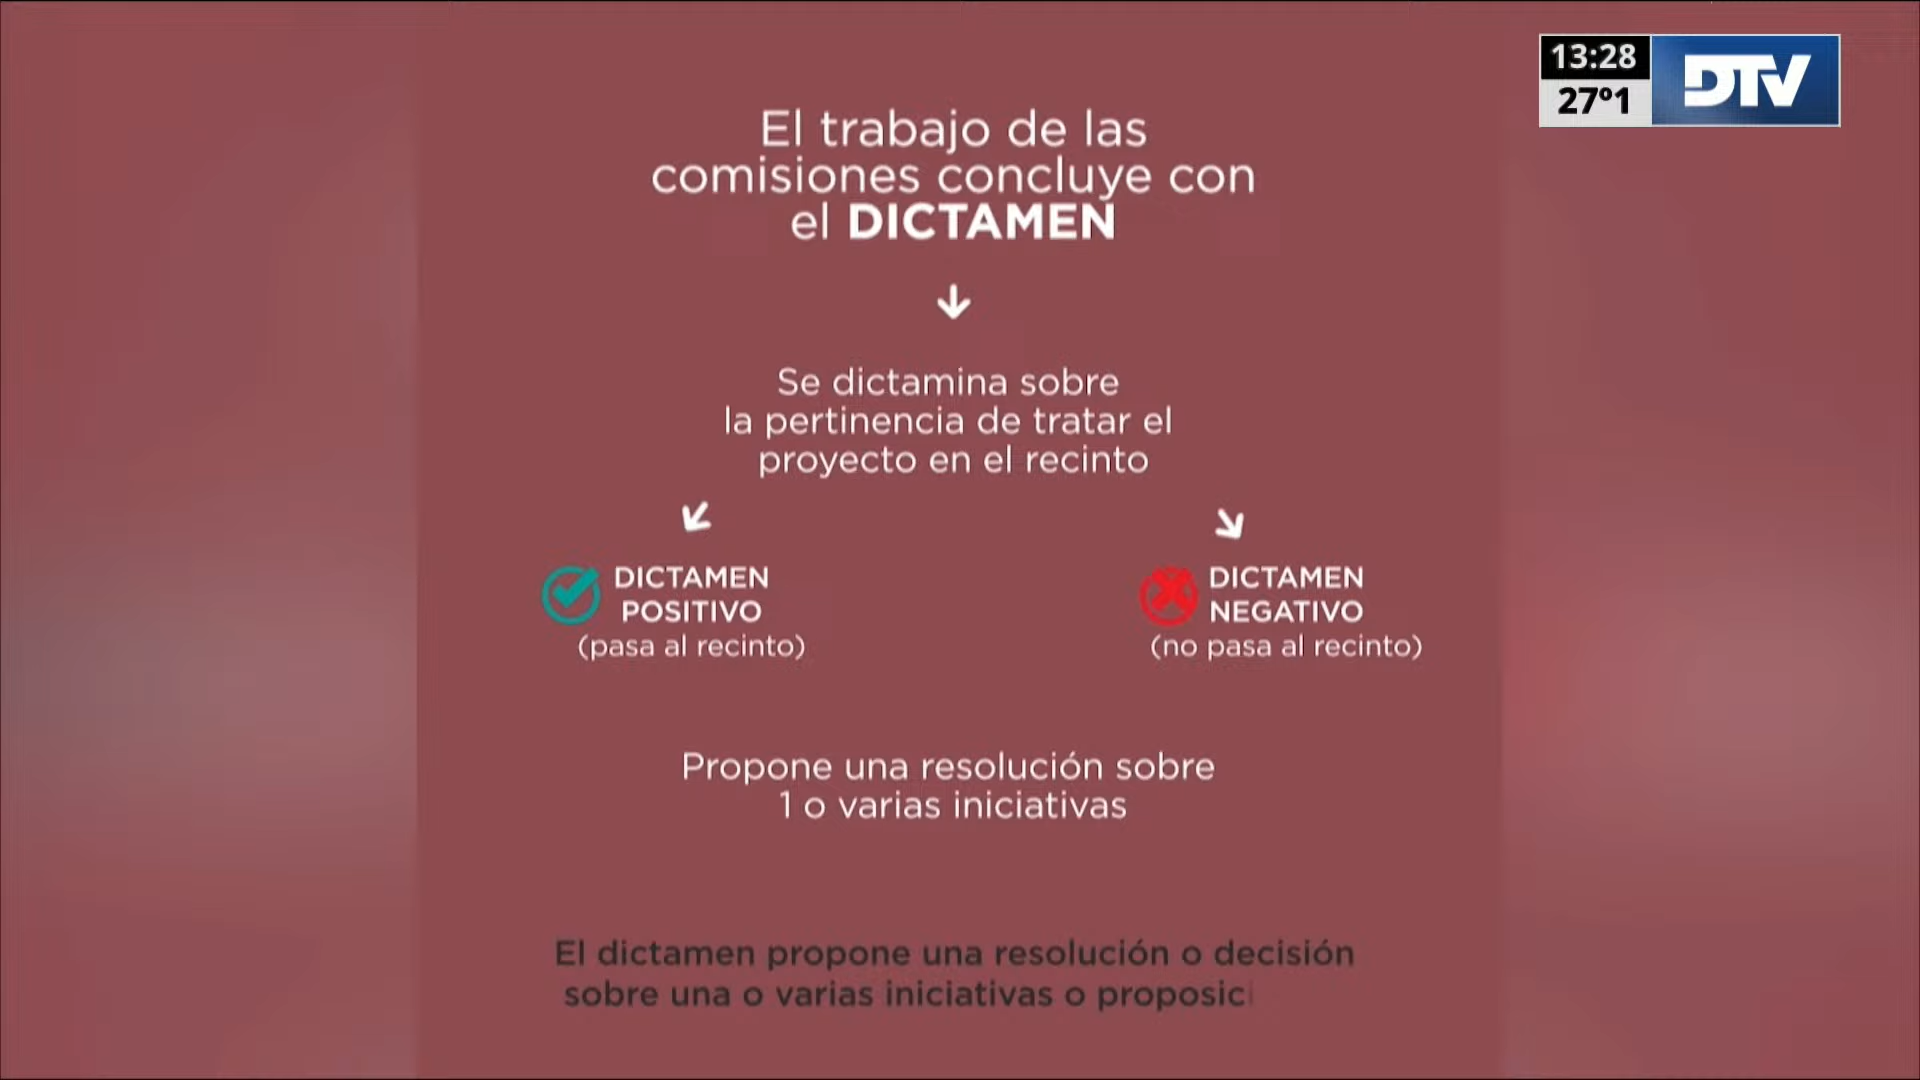 13:28
27º1
DTV
El trabajo de las
comisiones concluye con
el DICTAMEN
Se dictamina sobre
la pertinencia de tratar el
proyecto en el recinto
DICTAMEN
POSITIVO
(pasa al recinto)
DICTAMEN
NEGATIVO
(no pasa al recinto)
Propone una resolución sobre
1 o varias iniciativas
El dictamen propone una resolución o decisión
sobre una o varias iniciativas o proposici